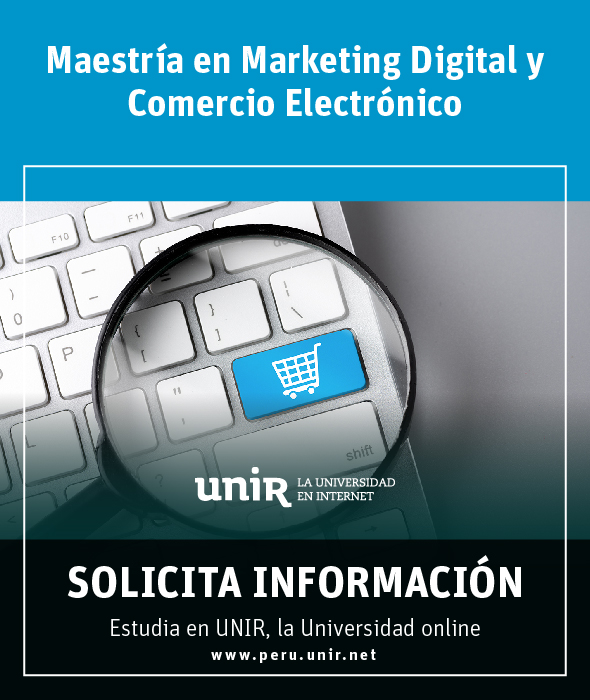 Maestría en Marketing Digital y
Comercio Electrónico
F10
F11
)
0
P
{
[
}
]
|
\
"
L
?
shift
unir LA UNIVERSIDAD
EN INTERNET
SOLICITA INFORMACIÓN
Estudia en UNIR, la Universidad online
www.peru.unir.net